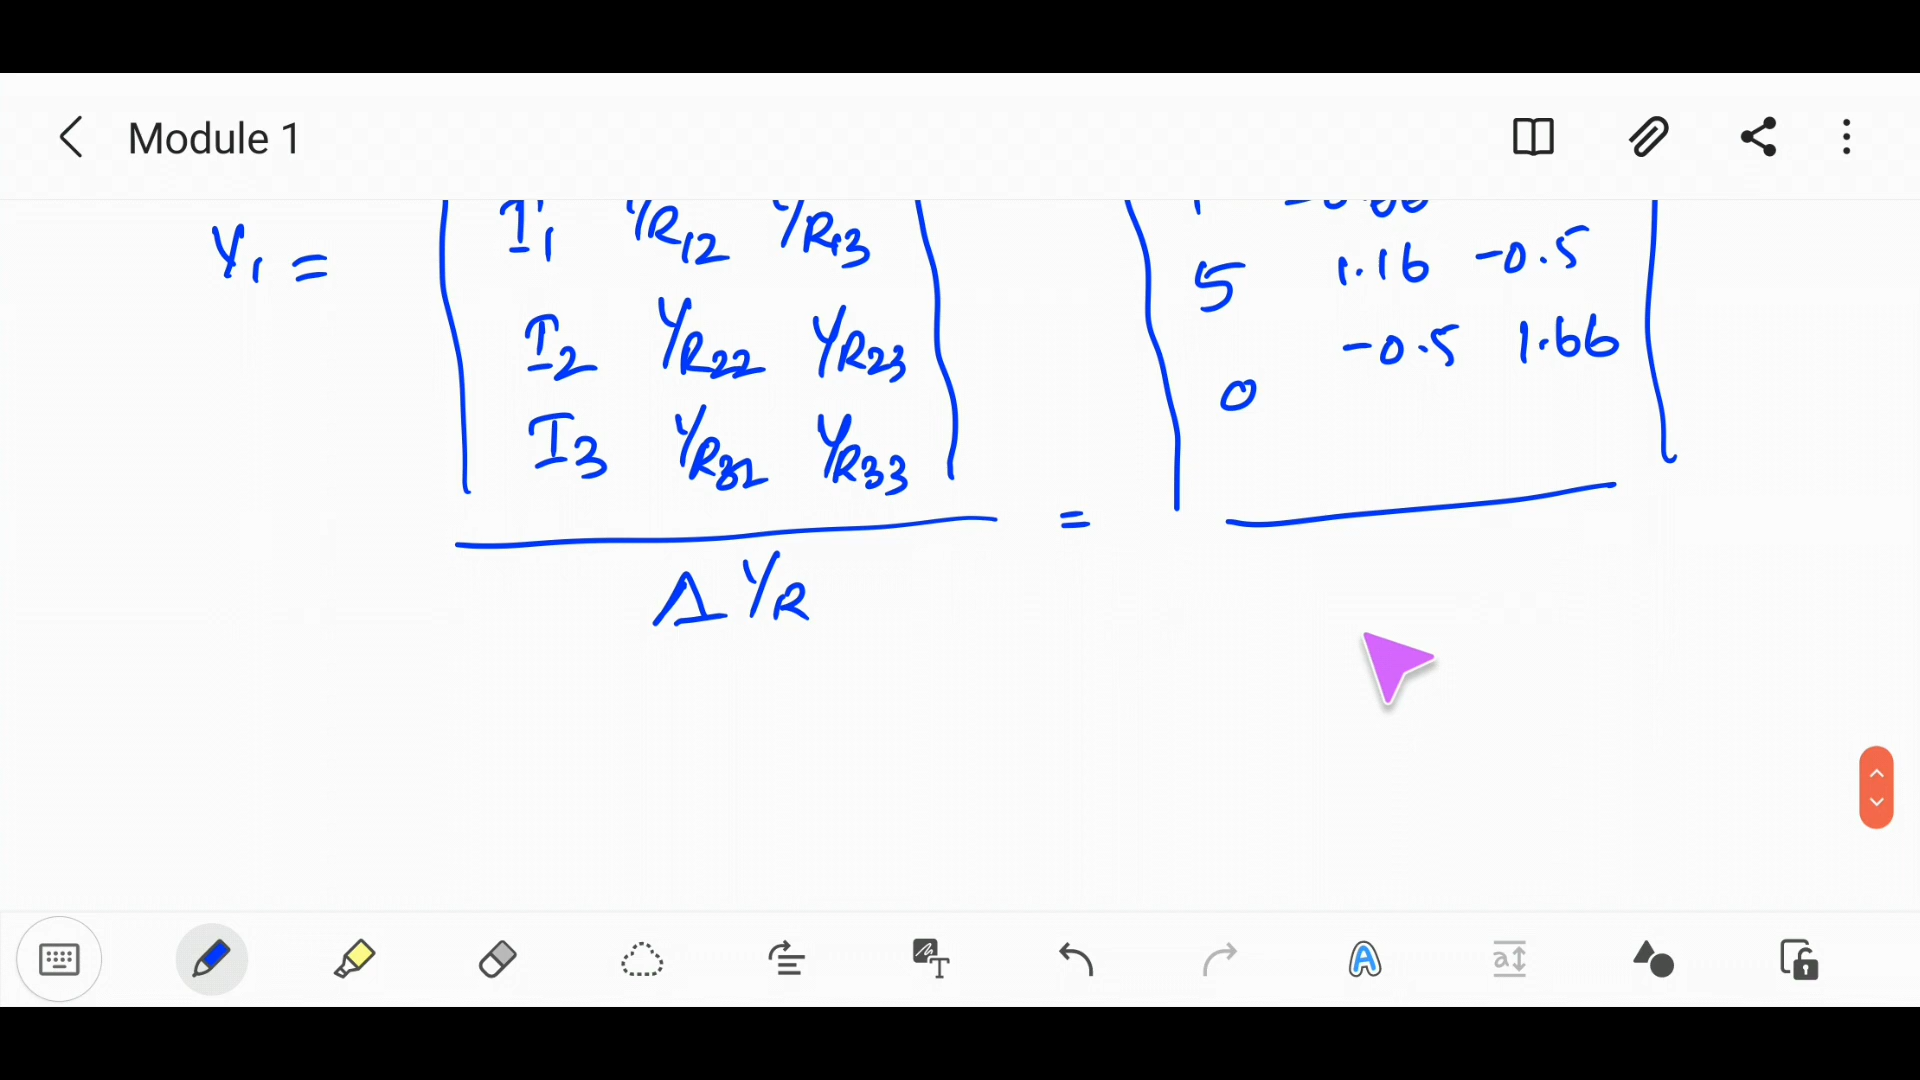 Module 1
I1 1/R12 1/R13
V1 =
5 1.16 -0.5
I2 1/R22 1/R23 -0.5 1.66
0
I3 1/R32 1/R33
=
Δ 1/R